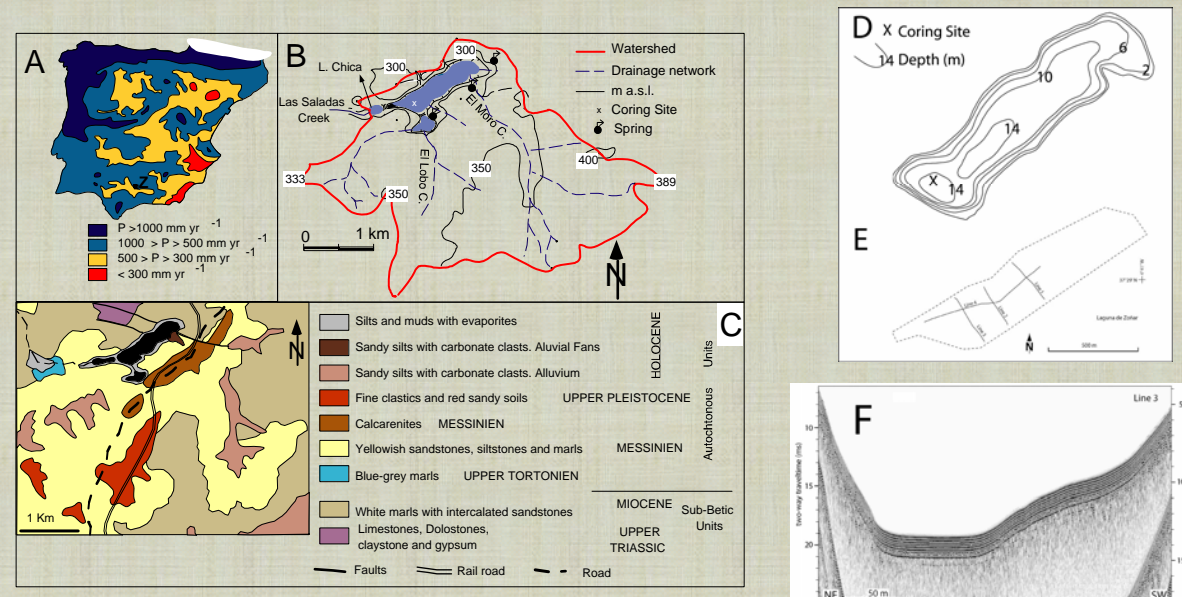 A
Z
P >1000 mm yr -1
1000 > P > 500 mm yr -1
500 > P > 300 mm yr -1
< 300 mm yr -1
B
300
300
L. Chica
Las Saladas
Creek
x
El Moro C.
El Lobo C.
333
350
350
400
389
0 1 km
N
Watershed
Drainage network
m a.s.l.
x Coring Site
Spring
C
N
1 Km
Silts and muds with evaporites
Sandy silts with carbonate clasts. Aluvial Fans
Sandy silts with carbonate clasts. Alluvium
Fine clastics and red sandy soils UPPER PLEISTOCENE
Calcarenites MESSINIEN
Yellowish sandstones, siltstones and marls MESSINIEN
Blue-grey marls UPPER TORTONIEN
White marls with intercalated sandstones
Limestones, Dolostones,
claystone and gypsum
HOLOCENE
Autochtonous
Units
MIOCENE
UPPER
TRIASSIC
Sub-Betic
Units
Faults
Rail road
Road
D
X Coring Site
14 Depth (m)
6
2
10
14
X
14
E
Laguna de Zoñar
N
500 m
F
Line 3
two-way traveltime (ms)
10
15
20
NE
50 m
SW